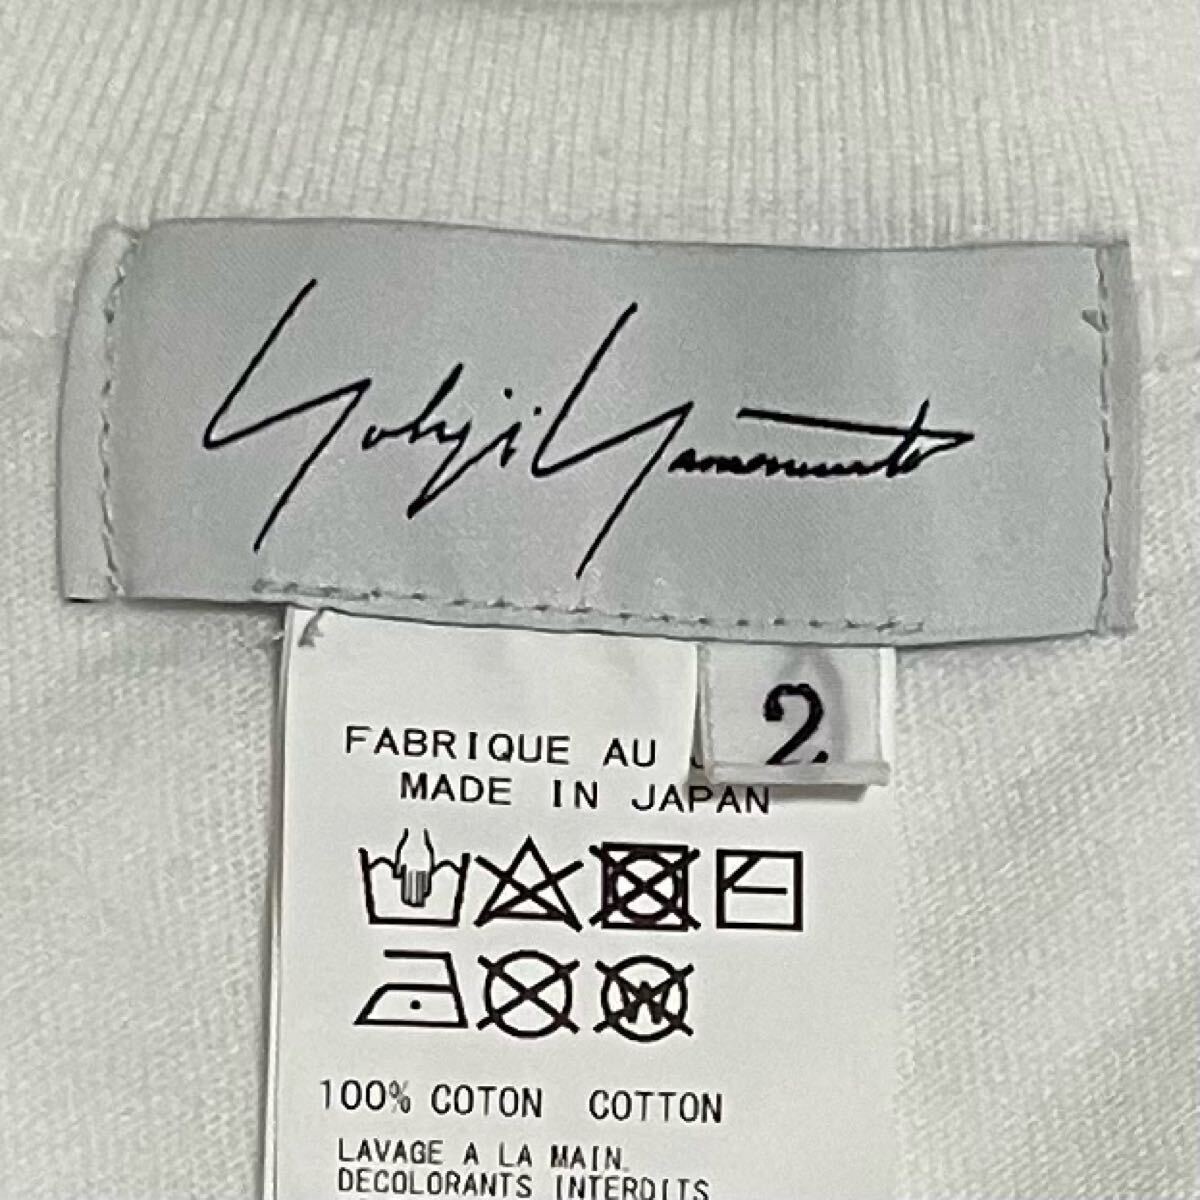 Yohji Yamamoto
2
FABRIQUE AU J
MADE IN JAPAN
W
100% COTON COTTON
LAVAGE A LA MAIN.
DECOLORANTS INTERDITS